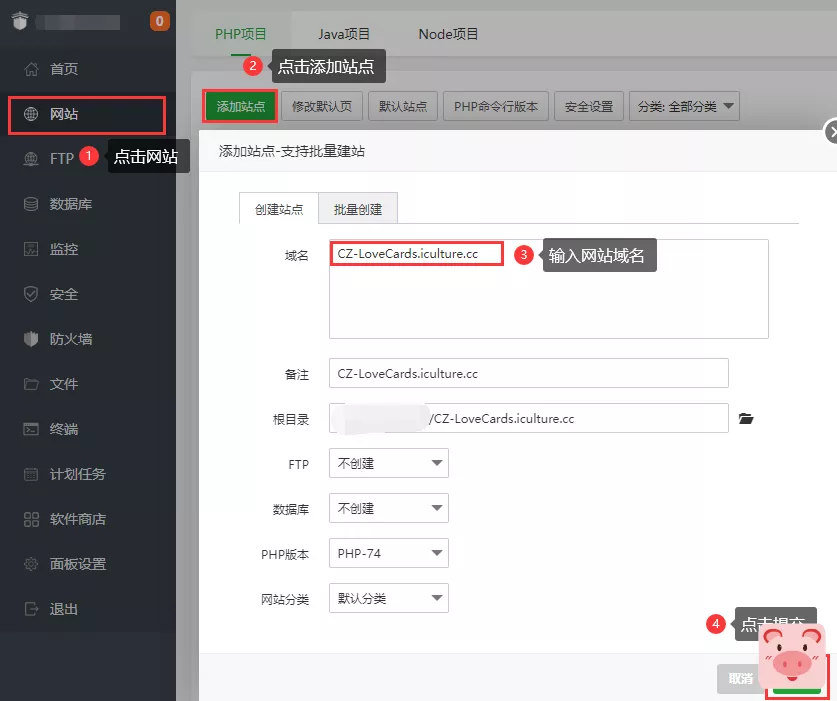 0
首页
网站
FTP
1
点击网站
数据库
监控
安全
防火墙
文件
终端
计划任务
软件商店
面板设置
退出
PHP项目
Java项目
Node项目
2
点击添加站点
添加站点
修改默认页
默认站点
PHP命令行版本
安全设置
分类: 全部分类
添加站点-支持批量建站
创建站点
批量创建
域名
CZ-LoveCards.iculture.cc
3
输入网站域名
备注
CZ-LoveCards.iculture.cc
根目录
/CZ-LoveCards.iculture.cc
FTP
不创建
数据库
不创建
PHP版本
PHP-74
网站分类
默认分类
4
点击提交
取消